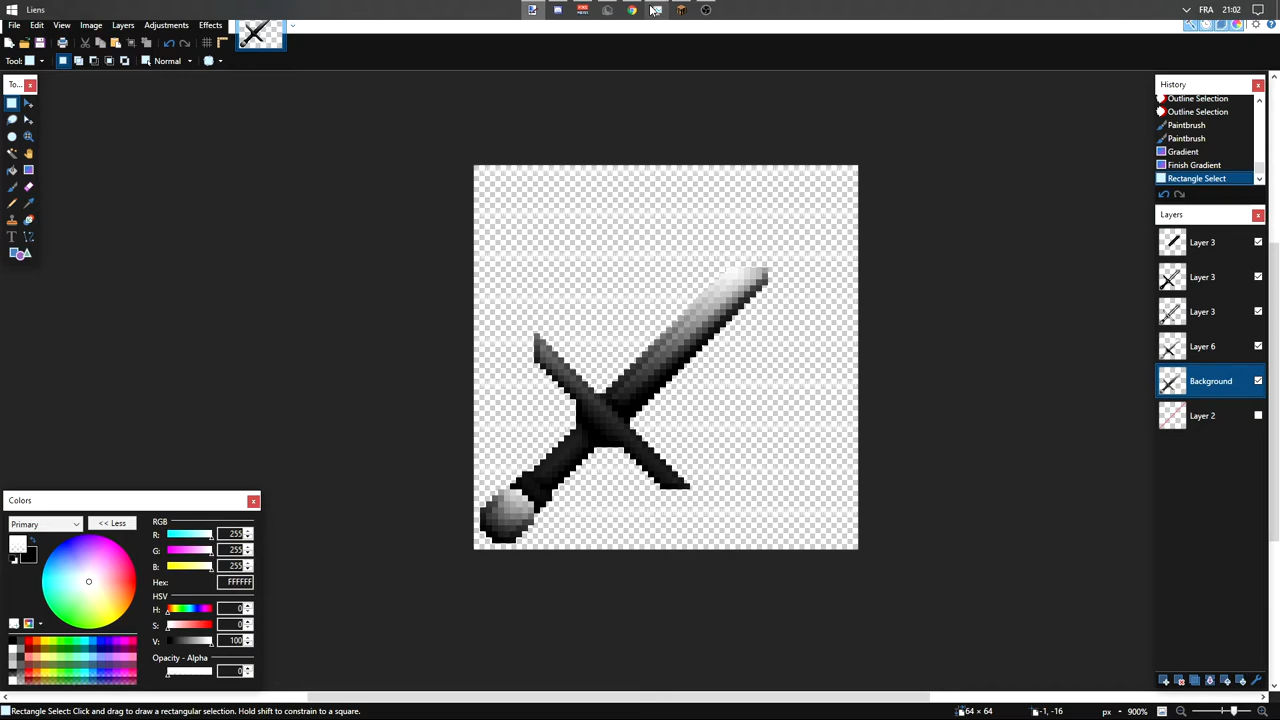 Liens
FRA 21:02
File Edit View Image Layers Adjustments Effects
Tool: Normal
To...
History
Outline Selection
Outline Selection
Paintbrush
Paintbrush
Gradient
Finish Gradient
Rectangle Select
Layers
Layer 3
Layer 3
Layer 3
Layer 6
Background
Layer 2
Colors
Primary
<< Less
RGB
R: 255
G: 255
B: 255
Hex: FFFFFF
HSV
H: 0
S: 0
V: 100
Opacity - Alpha
0
Rectangle Select: Click and drag to draw a rectangular selection. Hold shift to constrain to a square.
64 × 64
-1, -16
px
900%